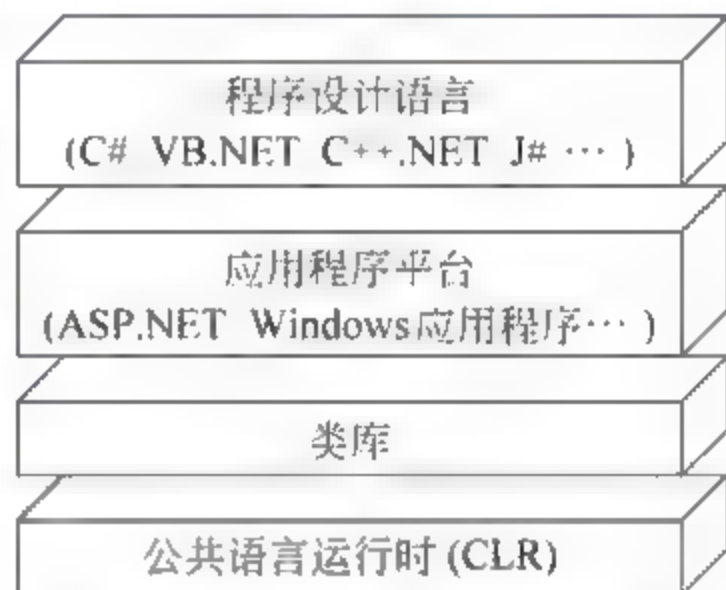 程序设计语言
(C# VB.NET C++.NET J# … )
应用程序平台
(ASP.NET Windows应用程序… )
类库
公共语言运行时 (CLR)